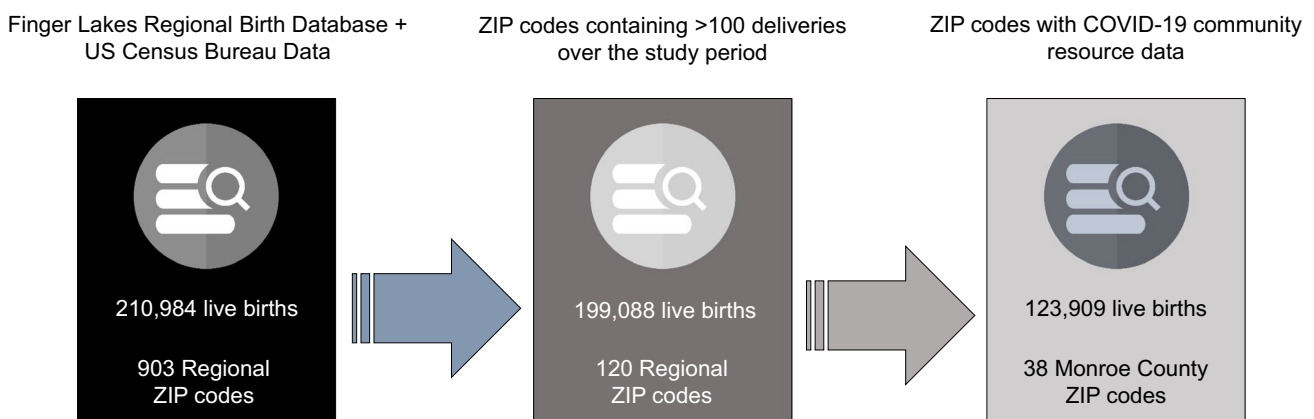 Finger Lakes Regional Birth Database +
US Census Bureau Data
ZIP codes containing >100 deliveries
over the study period
ZIP codes with COVID-19 community
resource data
210,984 live births
903 Regional
ZIP codes
199,088 live births
120 Regional
ZIP codes
123,909 live births
38 Monroe County
ZIP codes